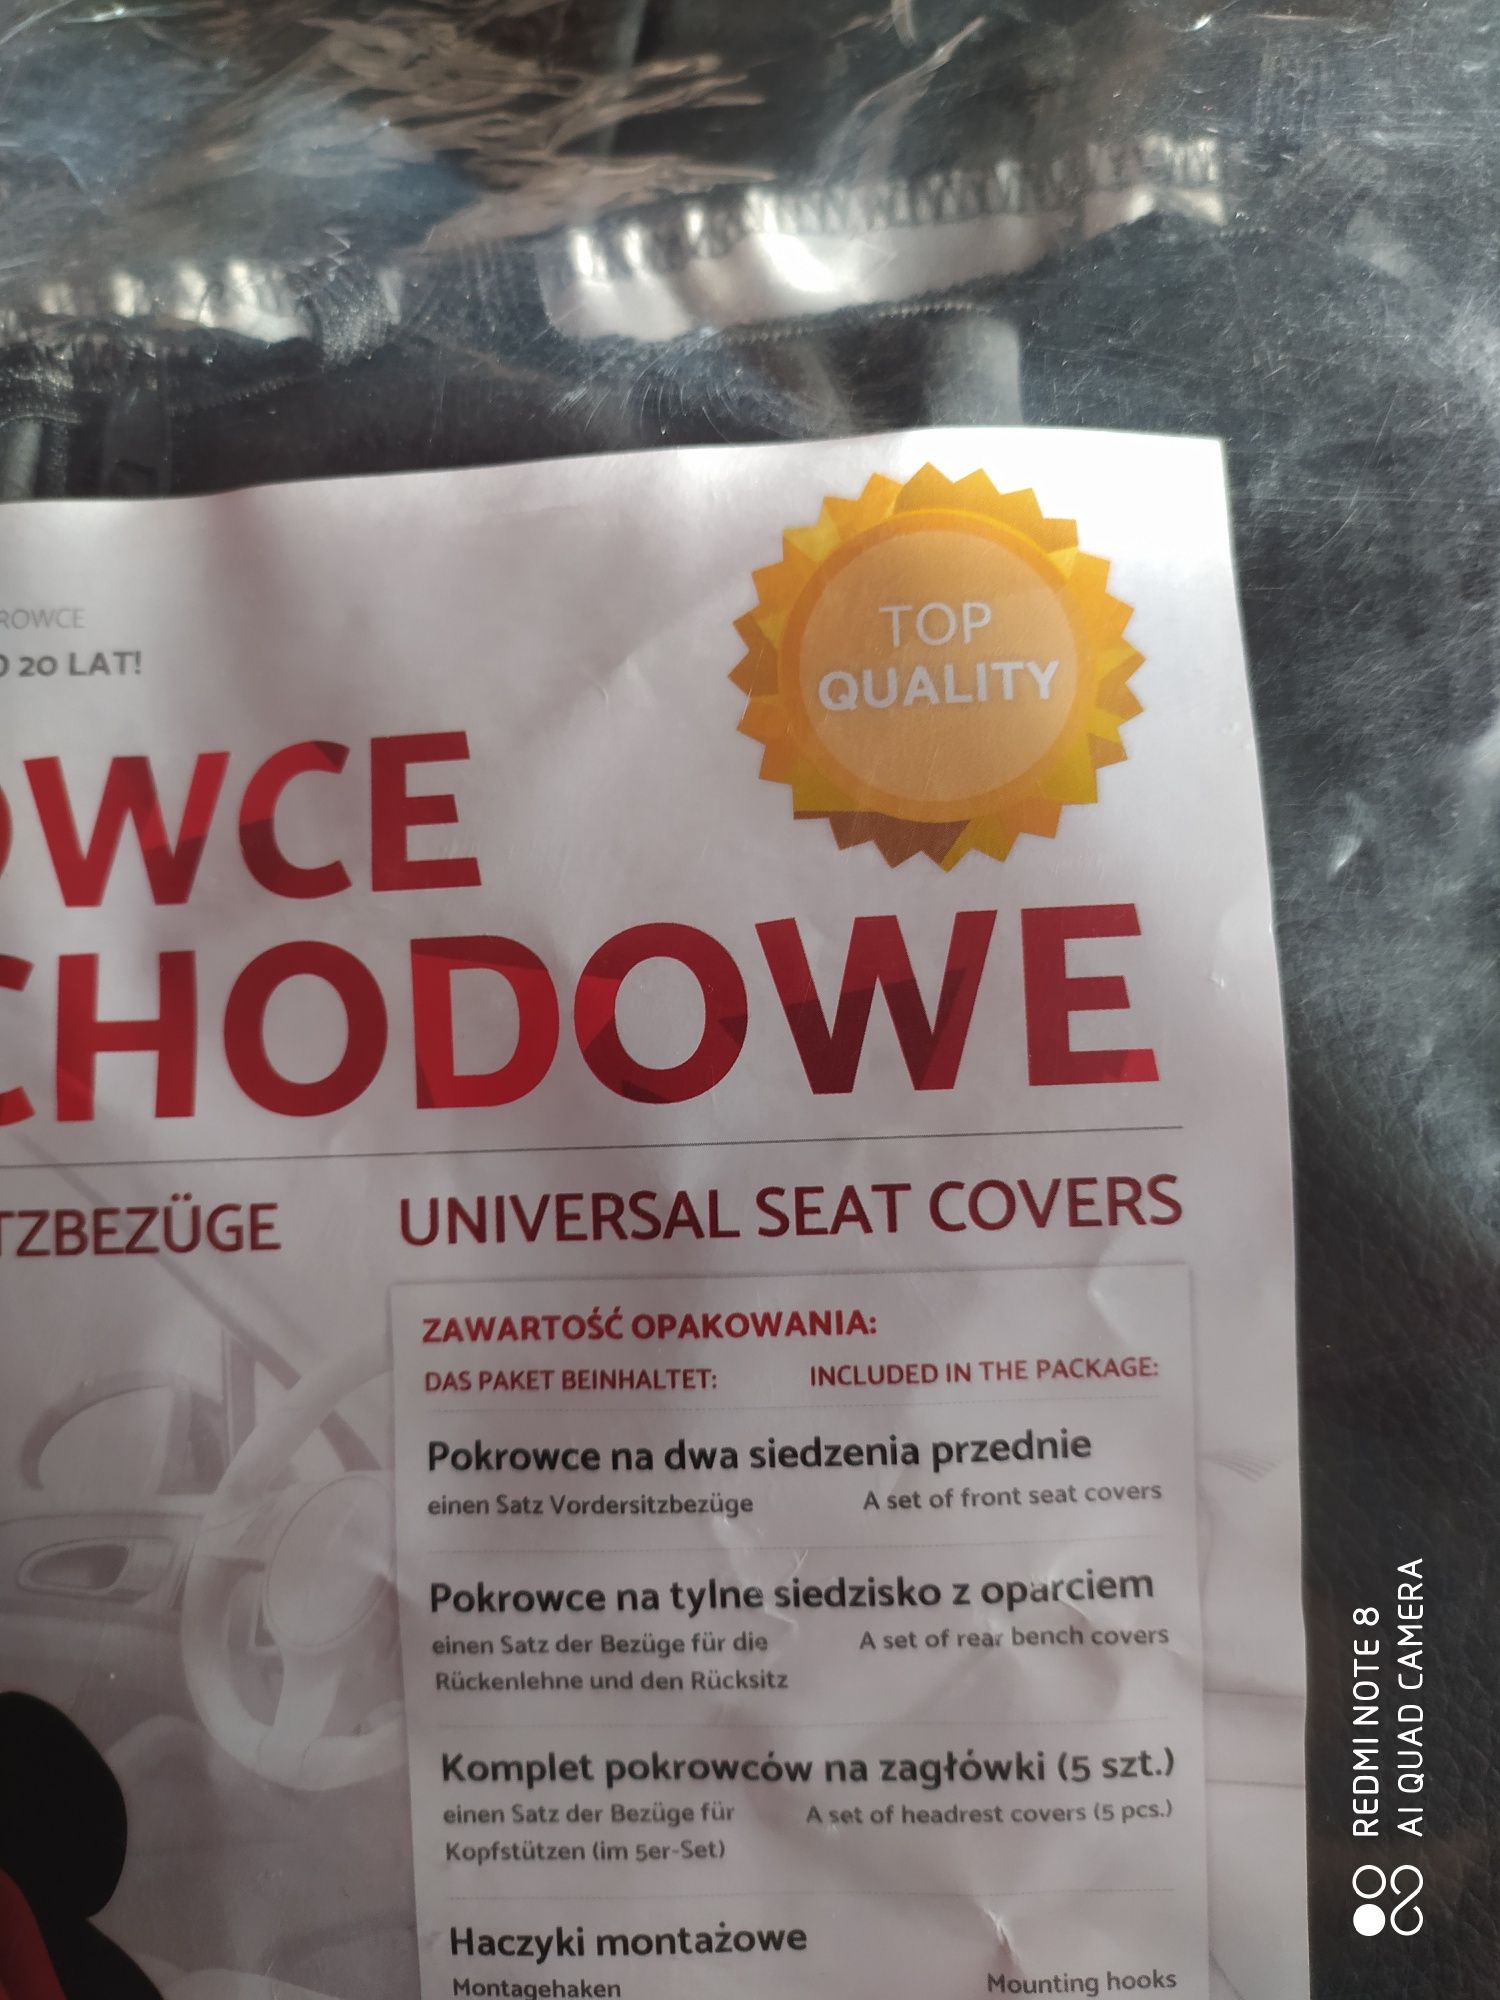 ROWCE
O 20 LAT!
TOP
QUALITY
OWCE
CHODOWE
TZBEZÜGE
UNIVERSAL SEAT COVERS
ZAWARTOŚĆ OPAKOWANIA:
DAS PAKET BEINHALTET: INCLUDED IN THE PACKAGE:
Pokrowce na dwa siedzenia przednie
einen Satz Vordersitzbezüge A set of front seat covers
Pokrowce na tylne siedzisko z oparciem
einen Satz der Bezüge für die A set of rear bench covers
Rückenlehne und den Rücksitz
Komplet pokrowców na zagłówki (5 szt.)
einen Satz der Bezüge für A set of headrest covers (5 pcs.)
Kopfstützen (im 5er-Set)
Haczyki montażowe
Montagehaken Mounting hooks
REDMI NOTE 8
AI QUAD CAMERA